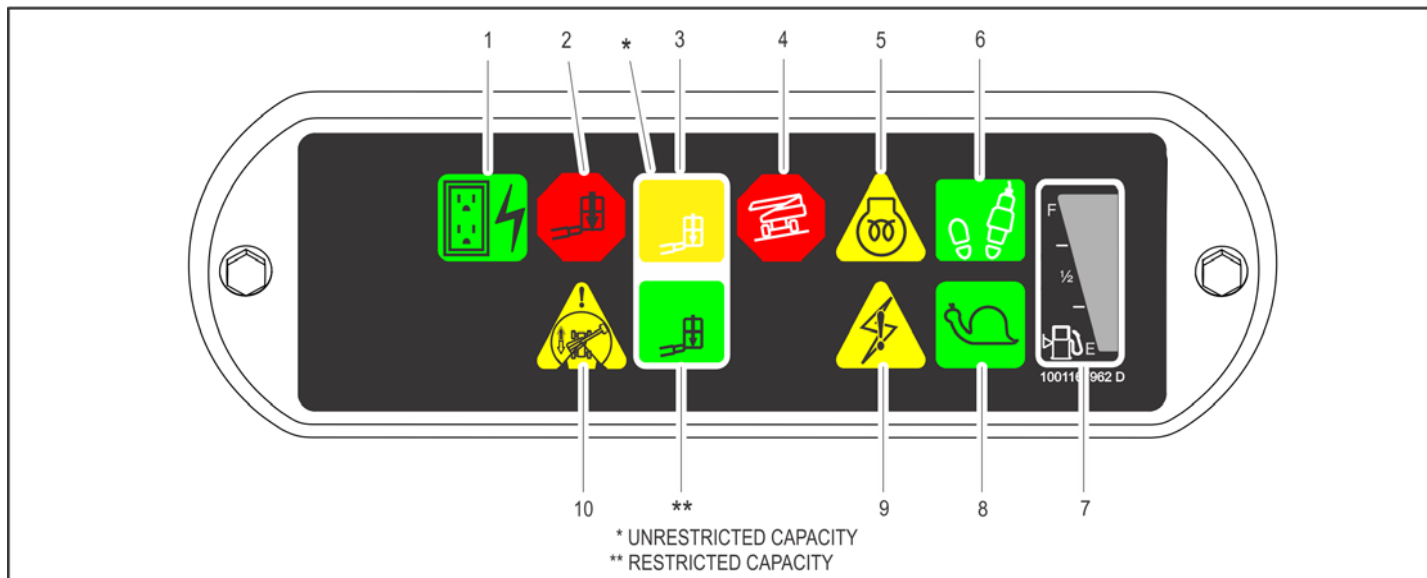 1 2 * 3 4 5 6
F
½
E
10 ** 9 8 7
* UNRESTRICTED CAPACITY
** RESTRICTED CAPACITY